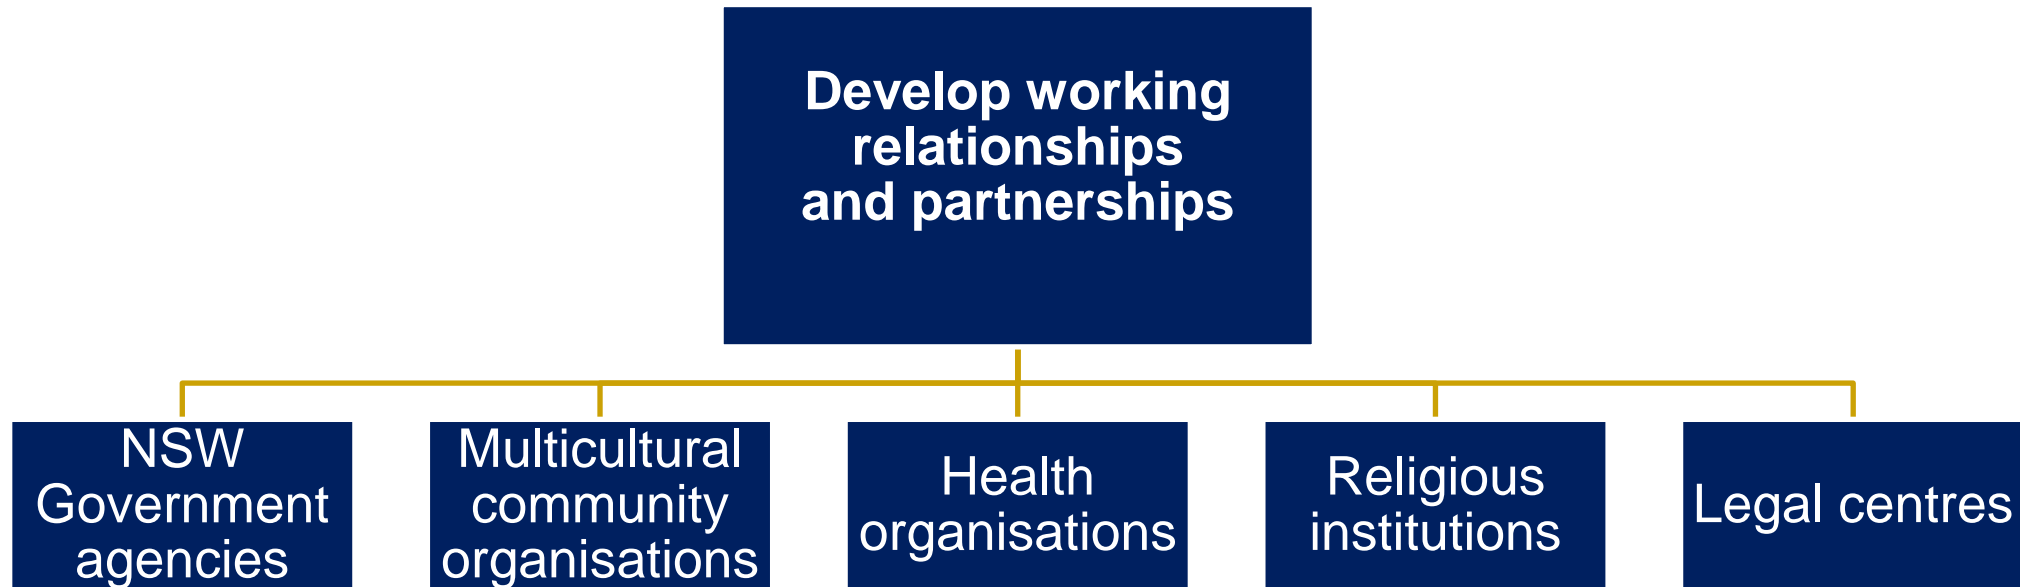 Develop working
relationships
and partnerships
NSW
Government
agencies
Multicultural
community
organisations
Health
organisations
Religious
institutions
Legal centres